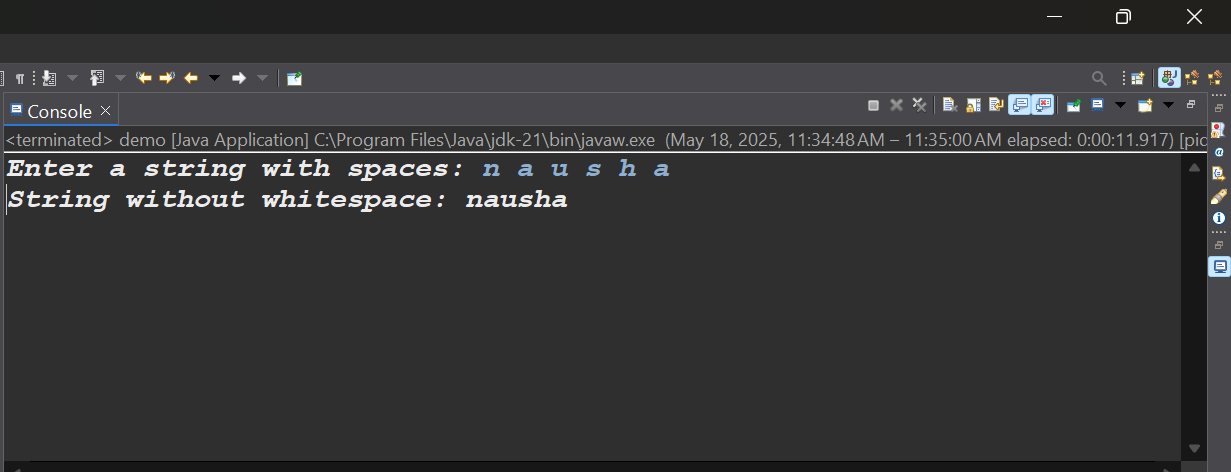 Console
<terminated> demo [Java Application] C:\Program Files\Java\jdk-21\bin\javaw.exe (May 18, 2025, 11:34:48 AM – 11:35:00 AM elapsed: 0:00:11.917) [pid
Enter a string with spaces: n a u s h a
String without whitespace: nausha